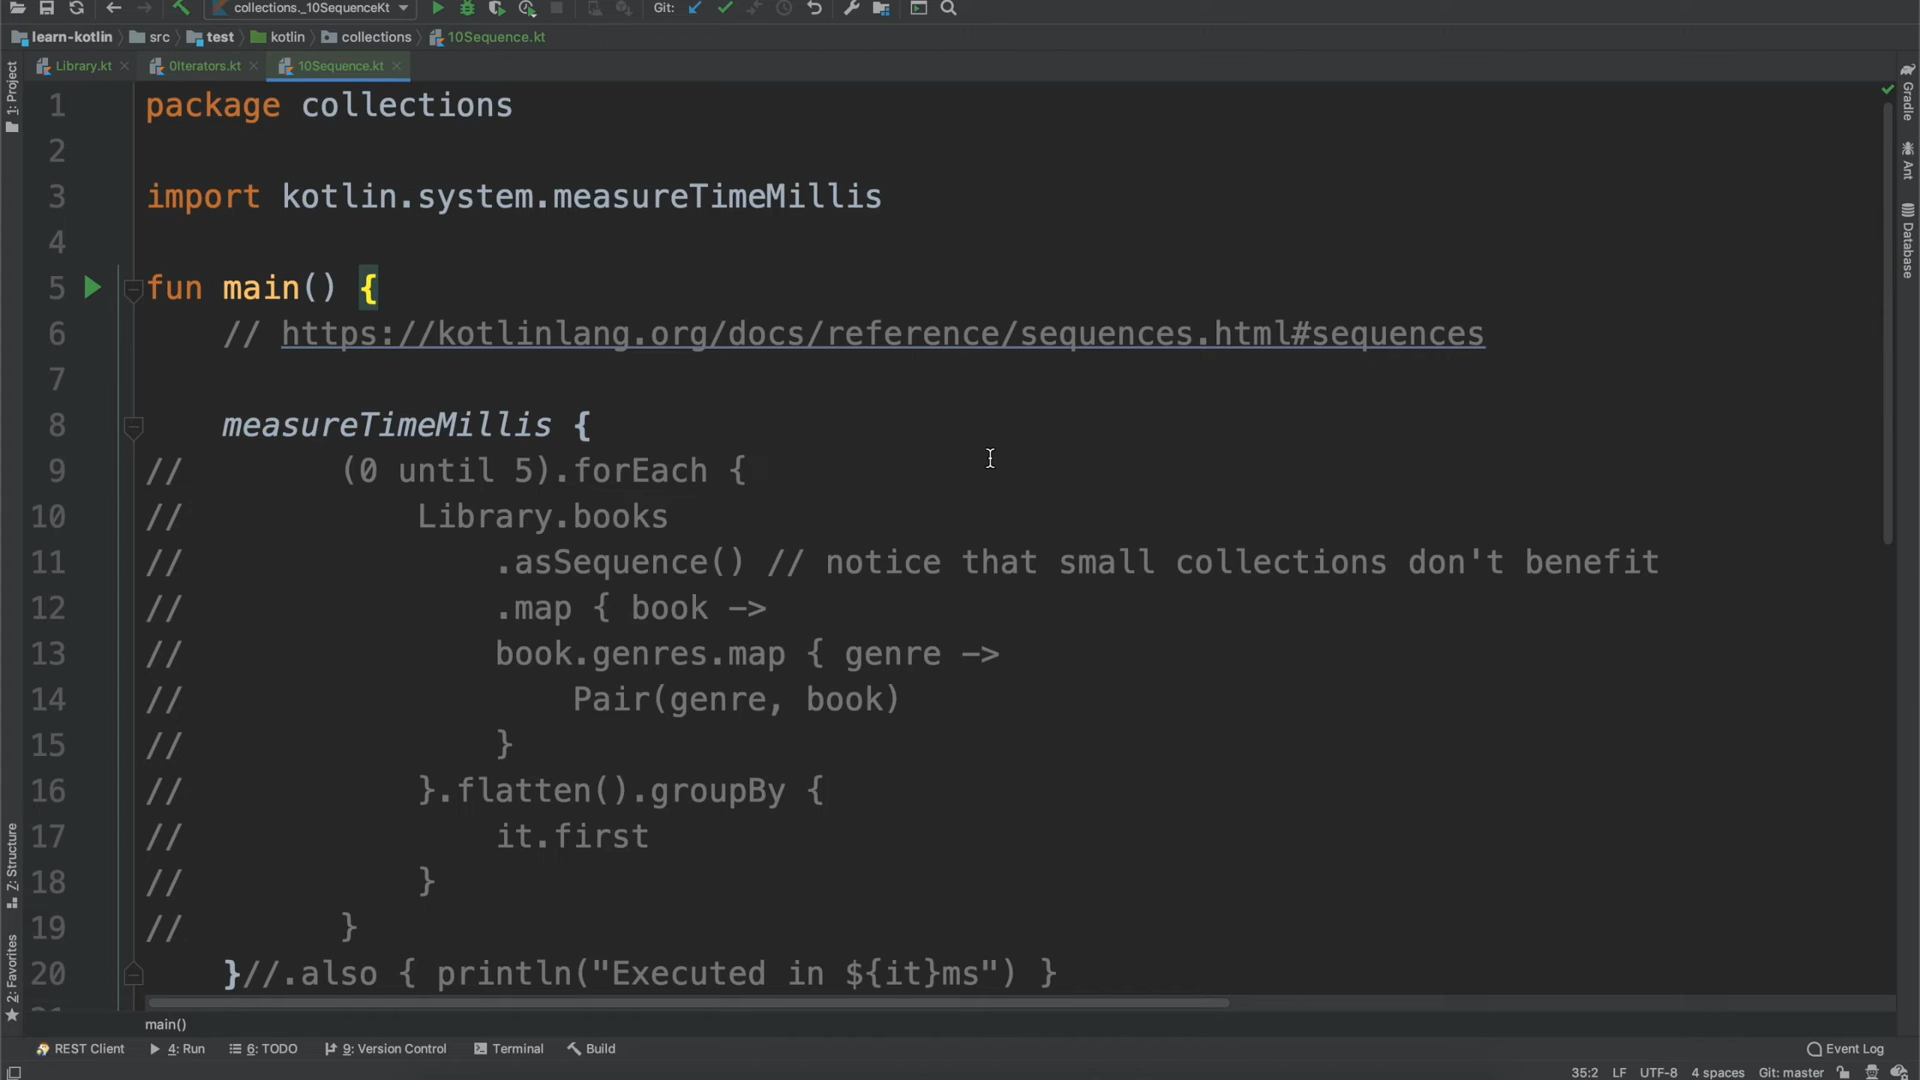 collections._10SequenceKt
Git:
learn-kotlin src test kotlin collections 10Sequence.kt
Library.kt 0Iterators.kt 10Sequence.kt
1: Project
Gradle
Ant
Database
7: Structure
2: Favorites
1 package collections
2
3 import kotlin.system.measureTimeMillis
4
5 fun main() {
6 // https://kotlinlang.org/docs/reference/sequences.html#sequences
7
8 measureTimeMillis {
9 // (0 until 5).forEach {
10 // Library.books
11 // .asSequence() // notice that small collections don't benefit
12 // .map { book ->
13 // book.genres.map { genre ->
14 // Pair(genre, book)
15 // }
16 // }.flatten().groupBy {
17 // it.first
18 // }
19 // }
20 }//.also { println("Executed in ${it}ms") }
main()
REST Client 4: Run 6: TODO 9: Version Control Terminal Build Event Log
35:2 LF UTF-8 4 spaces Git: master